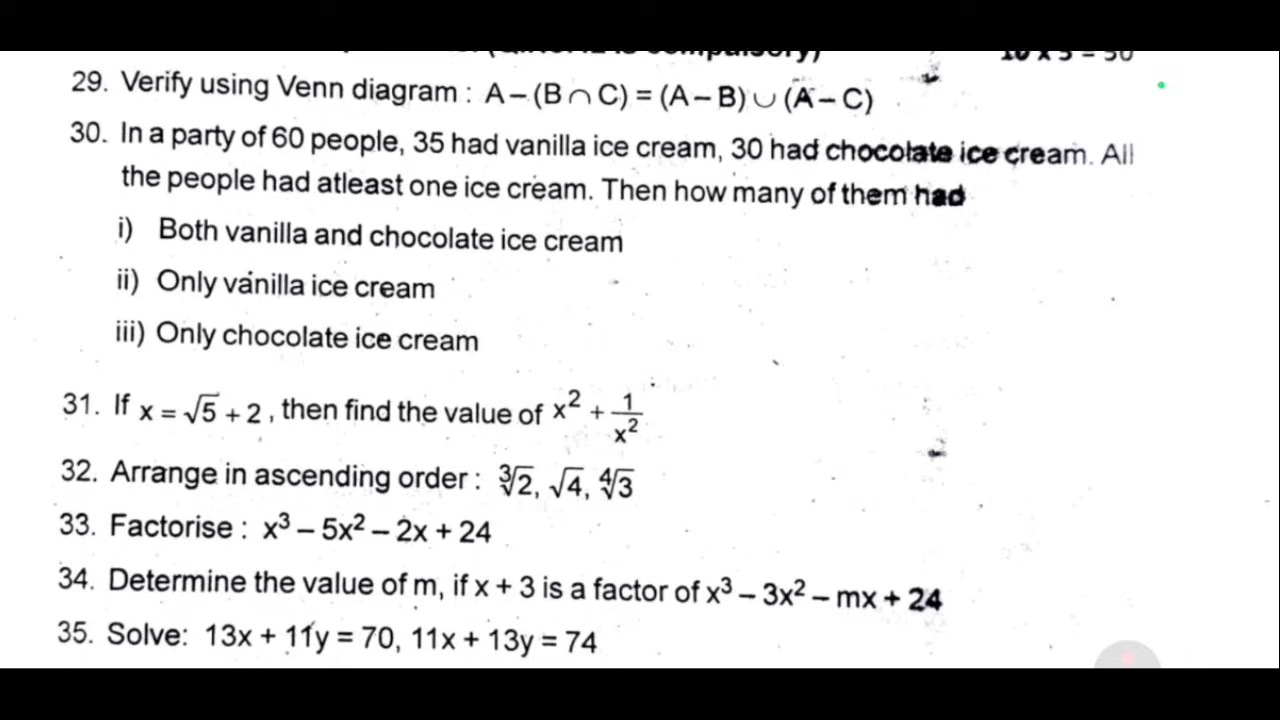 compulsory) 10 x 5 = 50
29. Verify using Venn diagram : A – (B ∩ C) = (A – B) ∪ (A – C)
30. In a party of 60 people, 35 had vanilla ice cream, 30 had chocolate ice cream. All
the people had atleast one ice cream. Then how many of them had
i) Both vanilla and chocolate ice cream
ii) Only vanilla ice cream
iii) Only chocolate ice cream
31. If x = √5 + 2 , then find the value of x² + 1/x²
32. Arrange in ascending order : ∛2, √4, ∜3
33. Factorise : x³ – 5x² – 2x + 24
34. Determine the value of m, if x + 3 is a factor of x³ – 3x² – mx + 24
35. Solve: 13x + 11y = 70, 11x + 13y = 74